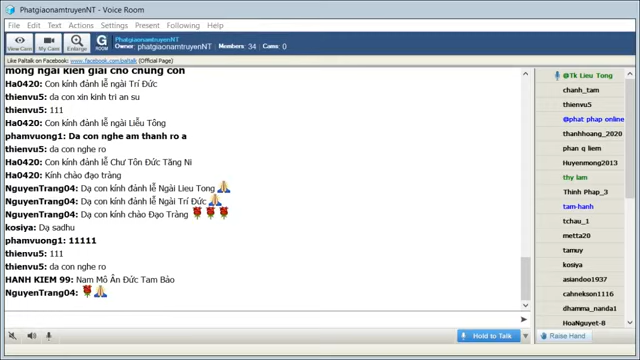 PhatgiaonamtruyenNT - Voice Room
File Edit Text Actions Settings Present Following Help
View Cam My Cam Enlarge G ROOM PhatgiaonamtruyenNT
Owner: phatgiaonamtruyenNT Members: 34 Cams: 0
Like Paltalk on Facebook: www.facebook.com/paltalk (Official Page)
mong ngai kien giai cho chung con
Ha0420: Con kính đảnh lễ ngài Trí Đức
thienvu5: da con xin kinh tri an su
thienvu5: 111
Ha0420: Con kính đảnh lễ ngài Liễu Tông
phamvuong1: Da con nghe am thanh ro a
thienvu5: da con nghe ro
Ha0420: Con kính đảnh lễ Chư Tôn Đức Tăng Ni
Ha0420: Kính chào đạo tràng
NguyenTrang04: Dạ con kính đảnh lễ Ngài Lieu Tong
NguyenTrang04: Dạ con kính đảnh lễ Ngài Trí Đức
NguyenTrang04: Dạ con kính chào Đạo Tràng
kosiya: Dạ sadhu
phamvuong1: 11111
thienvu5: 111
thienvu5: da con nghe ro
HANH KIEM 99: Nam Mô Ân Đức Tam Bảo
NguyenTrang04:
Hold to Talk
@Tk Lieu Tong
chanh_tam
thienvu5
@phat phap online
thanhhoang_2020
phan q liem
Huyenmong2013
thy lam
Thinh Phap_3
tam-hanh
tchau_1
metta20
tamuy
kosiya
asiandoo1937
cahnekson1116
dhamma_nanda1
HoaNguyet-8
Raise Hand